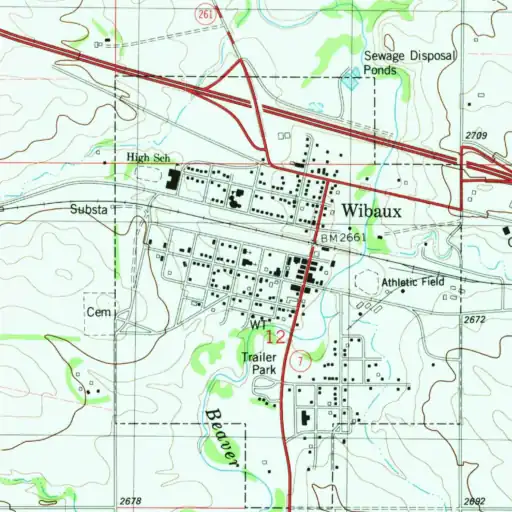 261
Sewage Disposal
Ponds
2709
High Sch
Substa
Wibaux
BM 2661
Athletic Field
Cem
2672
WT
12
Trailer
Park
7
Beaver
2678
2692